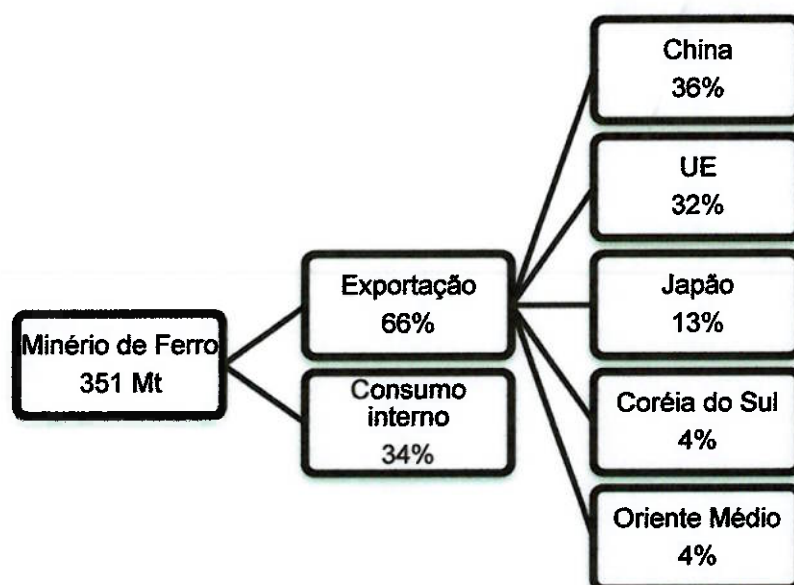 Minério de Ferro
351 Mt
Exportação
66%
Consumo
interno
34%
China
36%
UE
32%
Japão
13%
Coréia do Sul
4%
Oriente Médio
4%